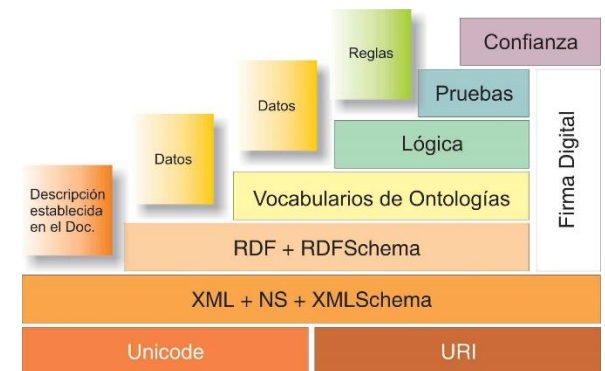 Reglas
Confianza
Datos
Pruebas
Datos
Lógica
Firma Digital
Descripción
establecida
en el Doc.
Vocabularios de Ontologías
RDF + RDFSchema
XML + NS + XMLSchema
Unicode
URI